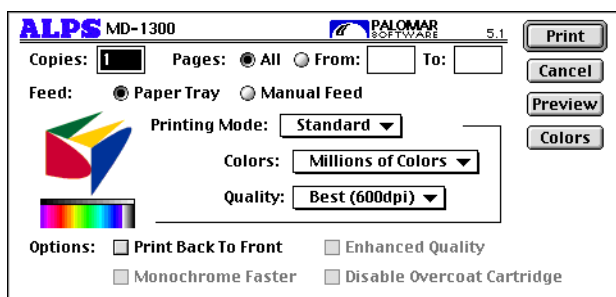 ALPS MD-1300 PALOMAR SOFTWARE 5.1
Print
Copies: 1 Pages: All From: To:
Cancel
Feed: Paper Tray Manual Feed
Preview
Printing Mode: Standard
Colors
Colors: Millions of Colors
Quality: Best (600dpi)
Options: Print Back To Front Enhanced Quality
Monochrome Faster Disable Overcoat Cartridge